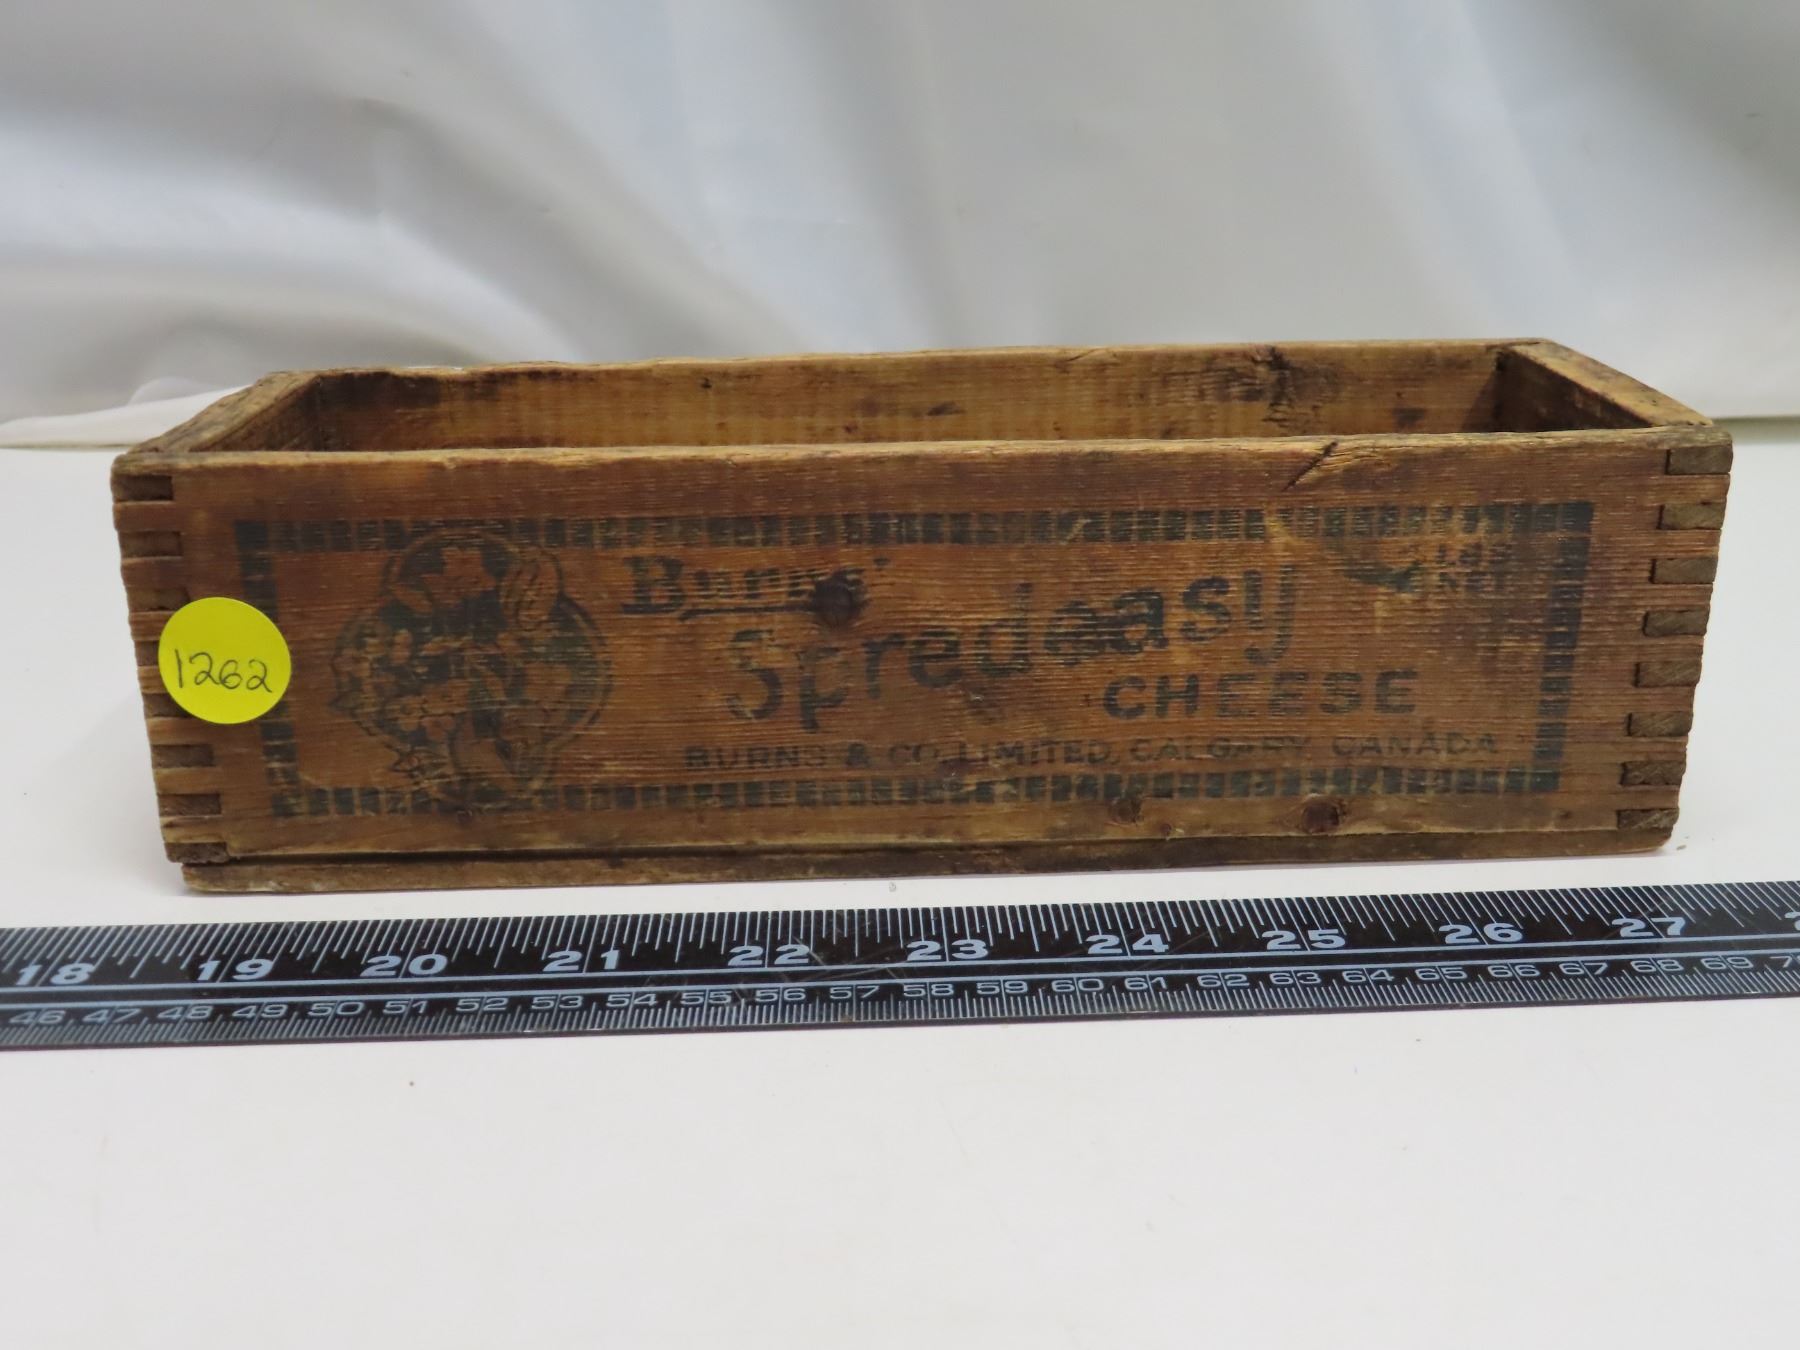 1262
Burns'
Spredeasy
CHEESE
LBS
NET
BURNS & CO. LIMITED, CALGARY CANADA
18 19 20 21 22 23 24 25 26 27
46 47 48 49 50 51 52 53 54 55 56 57 58 59 60 61 62 63 64 65 66 67 68 69